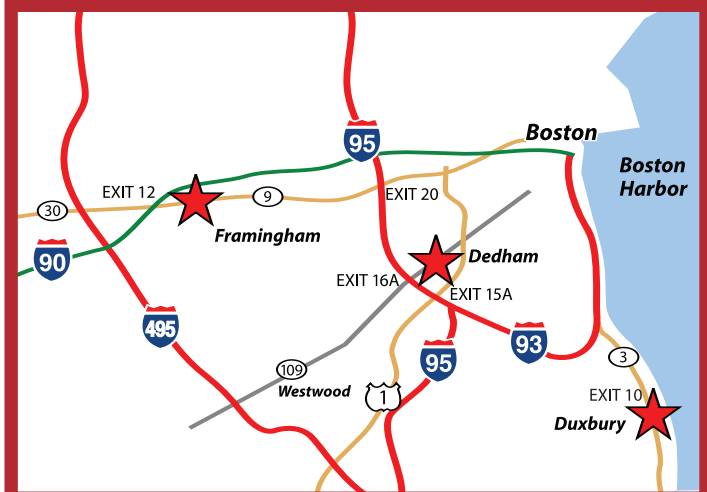 Boston
95
Boston
Harbor
EXIT 12
EXIT 20
9
30
Framingham
Dedham
90
EXIT 16A
EXIT 15A
495
93
95
109
3
Westwood
1
EXIT 10
Duxbury